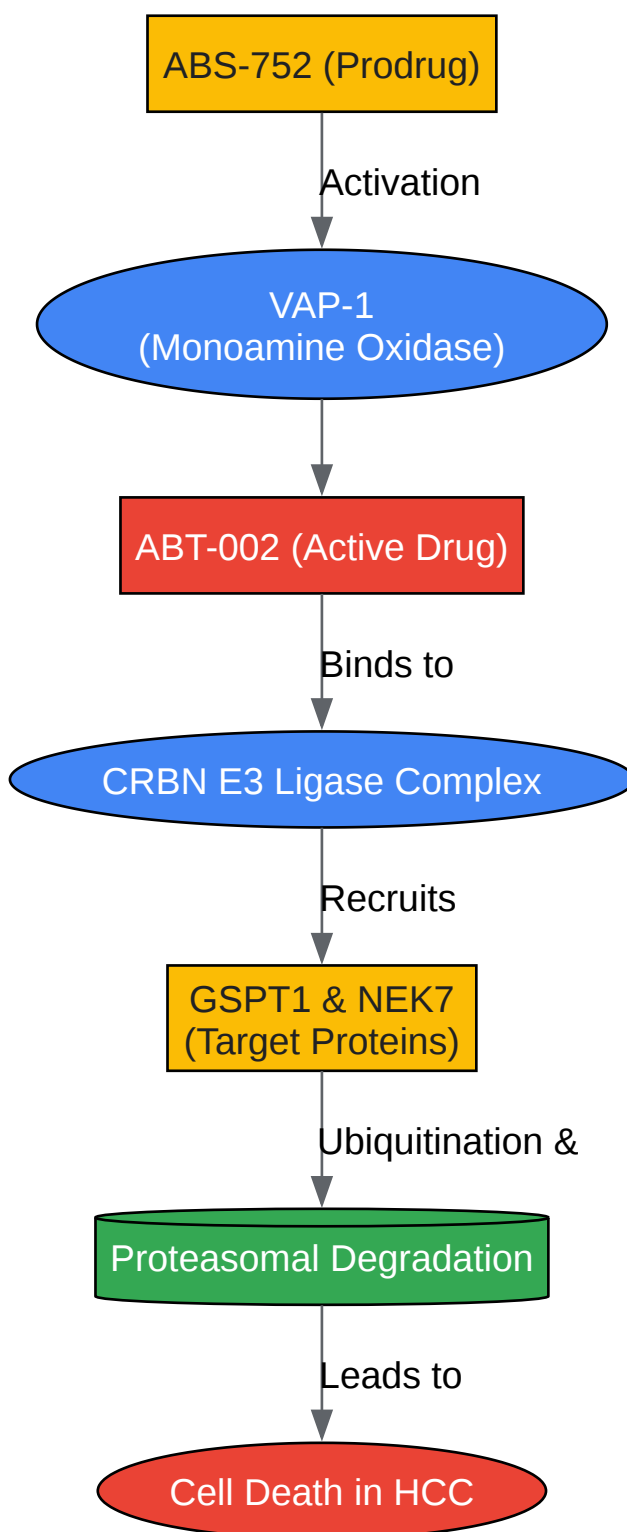 ABS-752 (Prodrug)
Activation
VAP-1
(Monoamine Oxidase)
ABT-002 (Active Drug)
Binds to
CRBN E3 Ligase Complex
Recruits
GSPT1 & NEK7
(Target Proteins)
Ubiquitination &
Proteasomal Degradation
Leads to
Cell Death in HCC